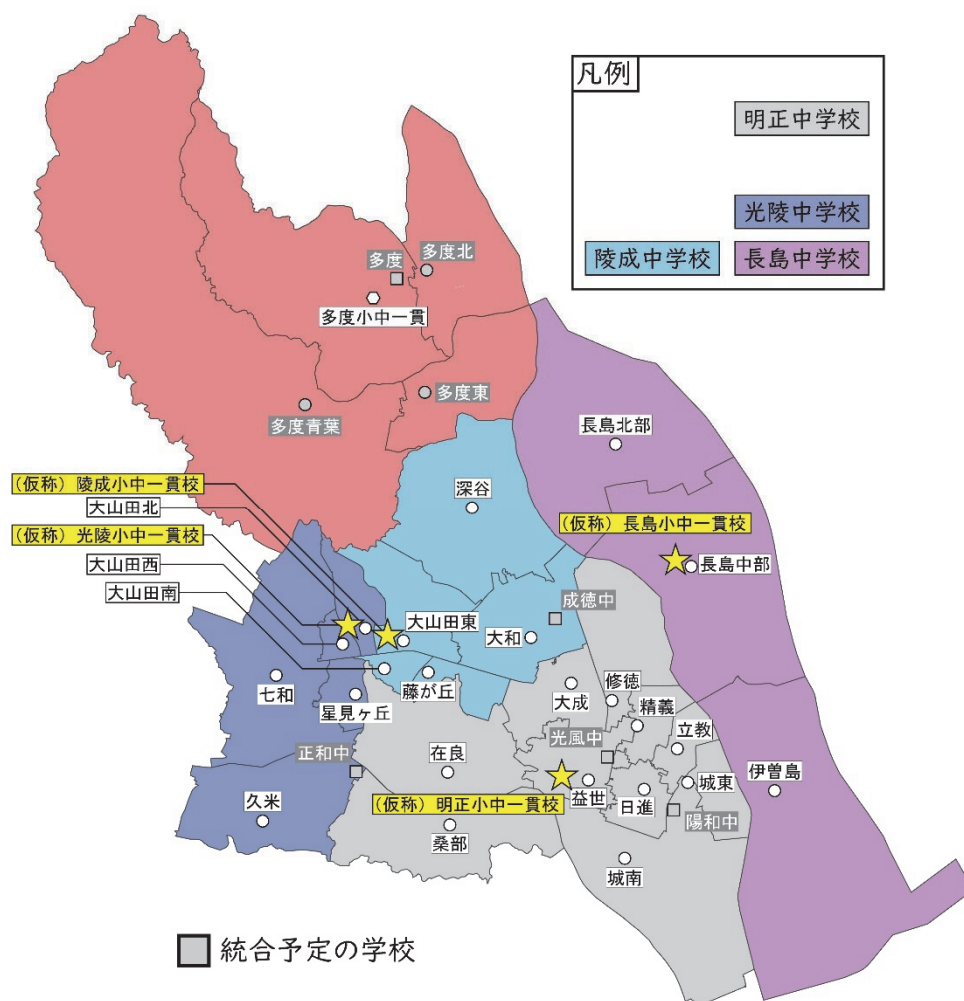 凡例
明正中学校
光陵中学校
陵成中学校
長島中学校
多度
多度北
多度小中一貫
多度東
多度青葉
長島北部
(仮称) 陵成小中一貫校
深谷
大山田北
(仮称) 長島小中一貫校
(仮称) 光陵小中一貫校
長島中部
大山田西
大山田南
成徳中
大山田東
大和
七和
藤が丘
星見ヶ丘
大成
修徳
精義
光風中
立教
正和中
在良
伊曽島
城東
益世
日進
久米
(仮称) 明正小中一貫校
陽和中
桑部
城南
統合予定の学校